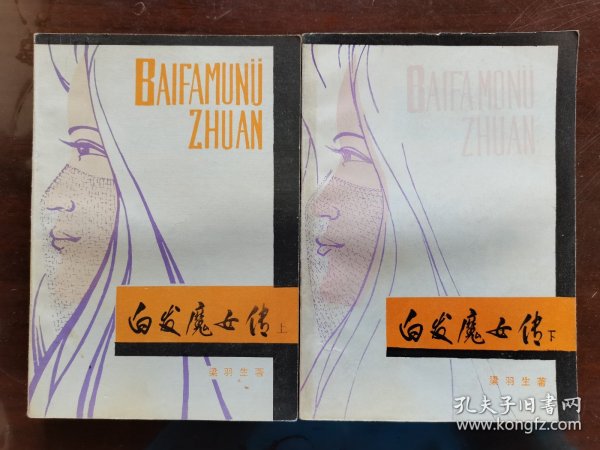 BAIFAMUNÜ
ZHUAN
白发魔女传 上
梁羽生著
BAIFAMONÜ
ZHUAN
白发魔女传 下
梁羽生著
孔夫子旧书网
www.kongfz.com